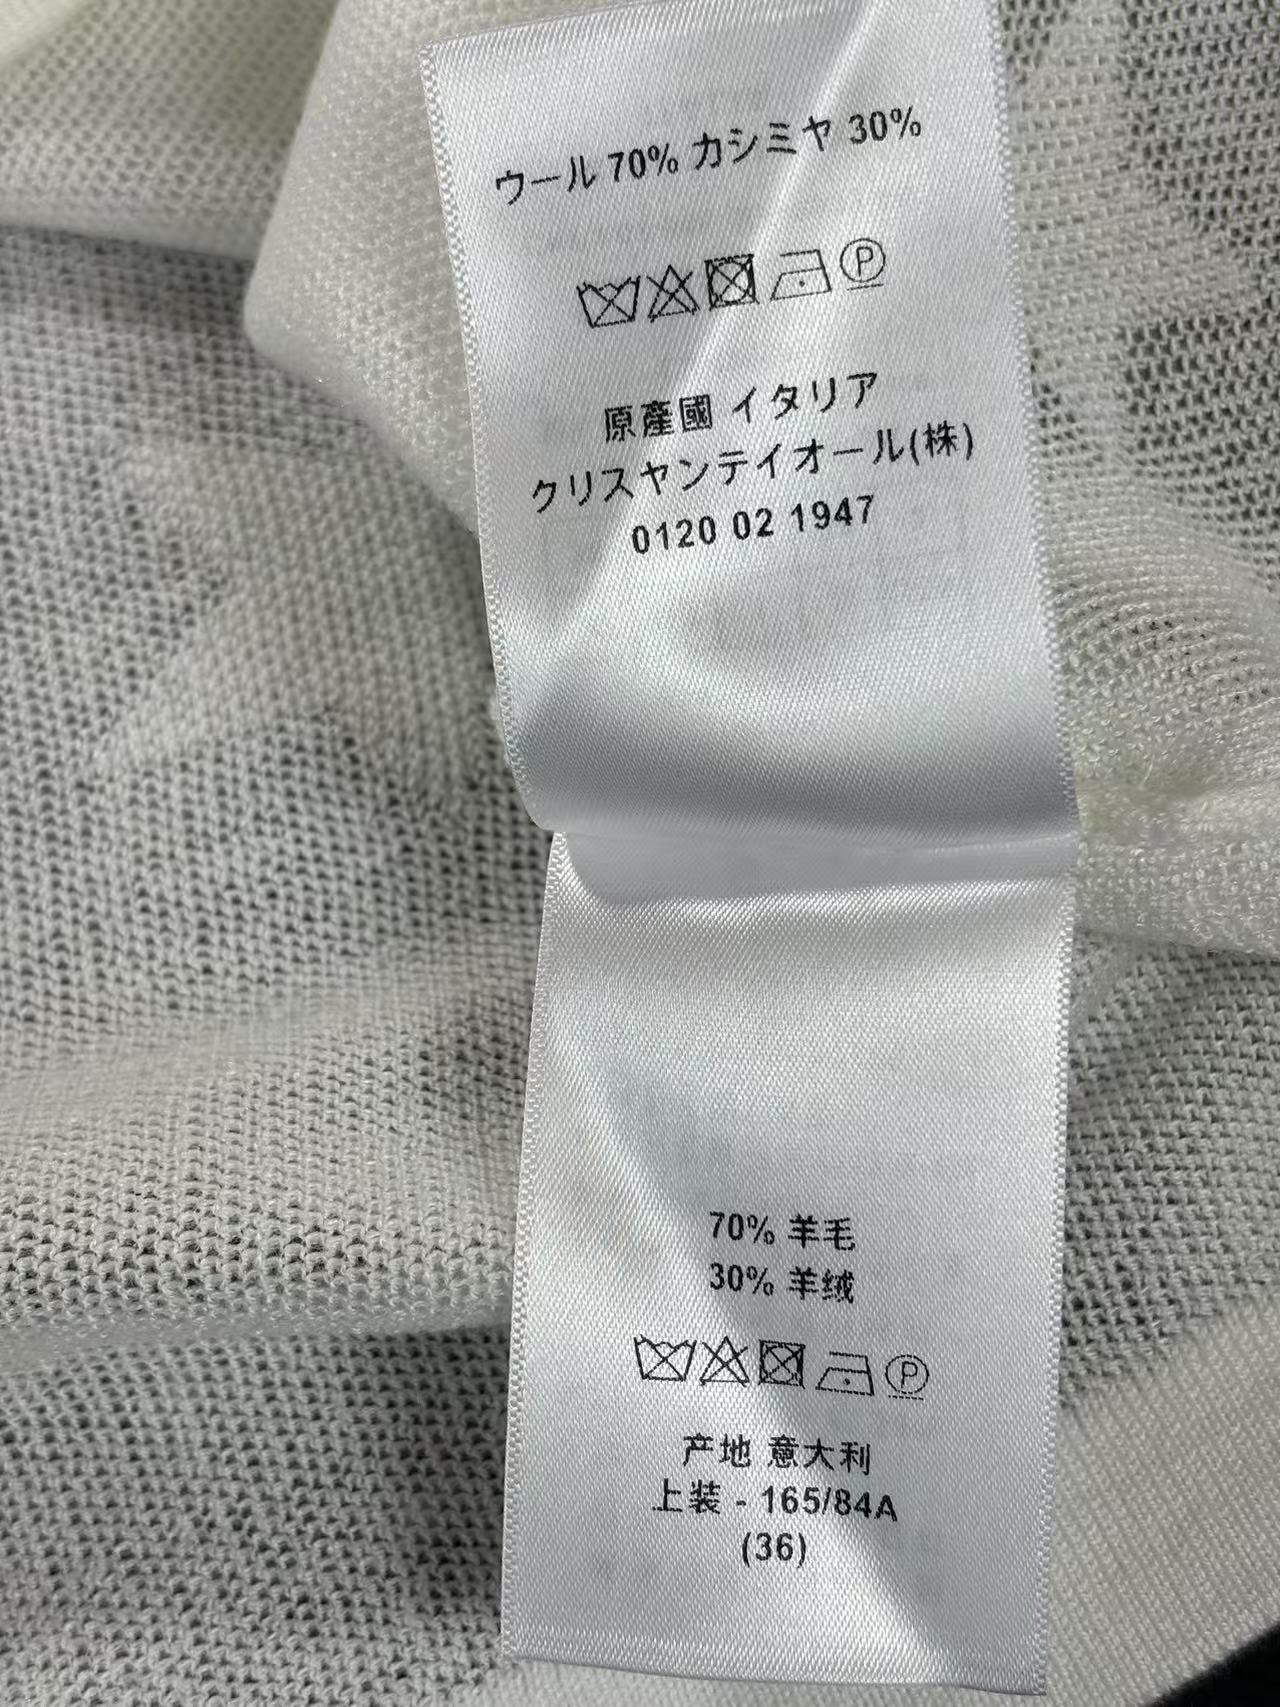 ウール 70% カシミヤ 30%
P
原產國 イタリア
クリスヤンテイオール(株)
0120 02 1947
70% 羊毛
30% 羊绒
P
产地 意大利
上装 - 165/84A
(36)